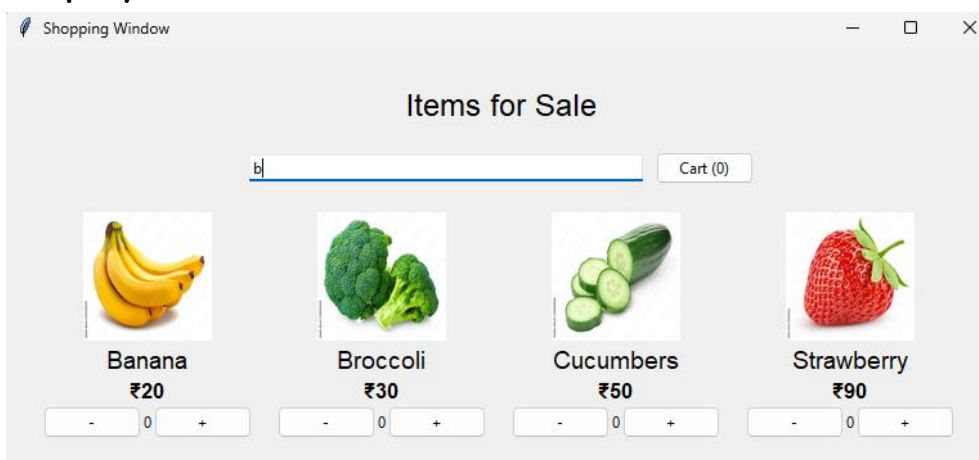 Shopping Window
Items for Sale
b
Cart (0)
Banana Broccoli Cucumbers Strawberry
₹20 ₹30 ₹50 ₹90
- 0 + - 0 + - 0 + - 0 +